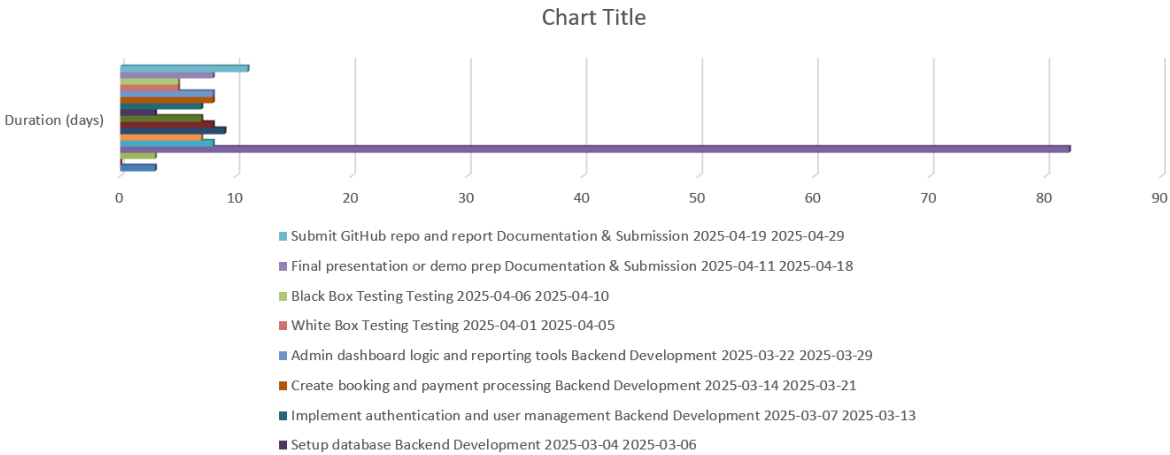 Chart Title
Duration (days)
0 10 20 30 40 50 60 70 80 90
Submit GitHub repo and report Documentation & Submission 2025-04-19 2025-04-29
Final presentation or demo prep Documentation & Submission 2025-04-11 2025-04-18
Black Box Testing Testing 2025-04-06 2025-04-10
White Box Testing Testing 2025-04-01 2025-04-05
Admin dashboard logic and reporting tools Backend Development 2025-03-22 2025-03-29
Create booking and payment processing Backend Development 2025-03-14 2025-03-21
Implement authentication and user management Backend Development 2025-03-07 2025-03-13
Setup database Backend Development 2025-03-04 2025-03-06